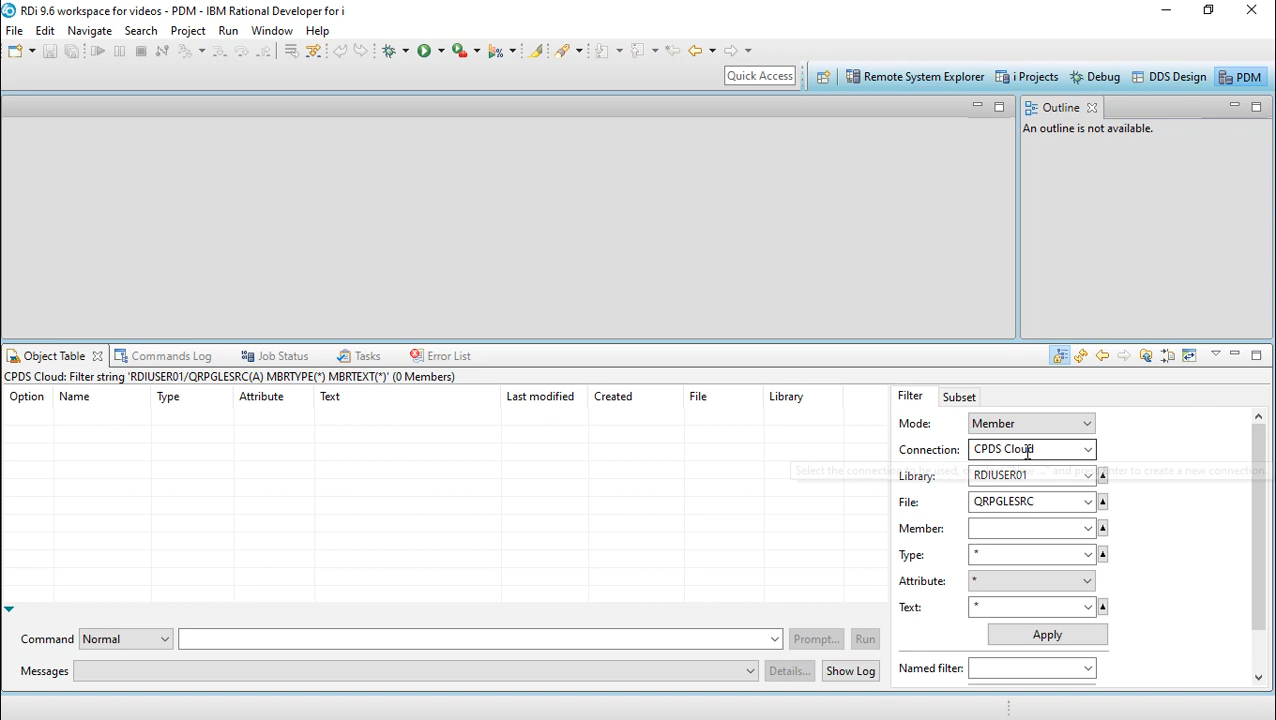 RDi 9.6 workspace for videos - PDM - IBM Rational Developer for i
File Edit Navigate Search Project Run Window Help
Quick Access Remote System Explorer i Projects Debug DDS Design PDM
Outline
An outline is not available.
Object Table Commands Log Job Status Tasks Error List
CPDS Cloud: Filter string 'RDIUSER01/QRPGLESRC(A) MBRTYPE(*) MBRTEXT(*)' (0 Members)
Option Name Type Attribute Text Last modified Created File Library
Filter Subset
Mode: Member
Connection: CPDS Cloud
Library: RDIUSER01
File: QRPGLESRC
Member:
Type: *
Attribute: *
Text: *
Apply
Command Normal Prompt... Run
Named filter:
Messages Details... Show Log